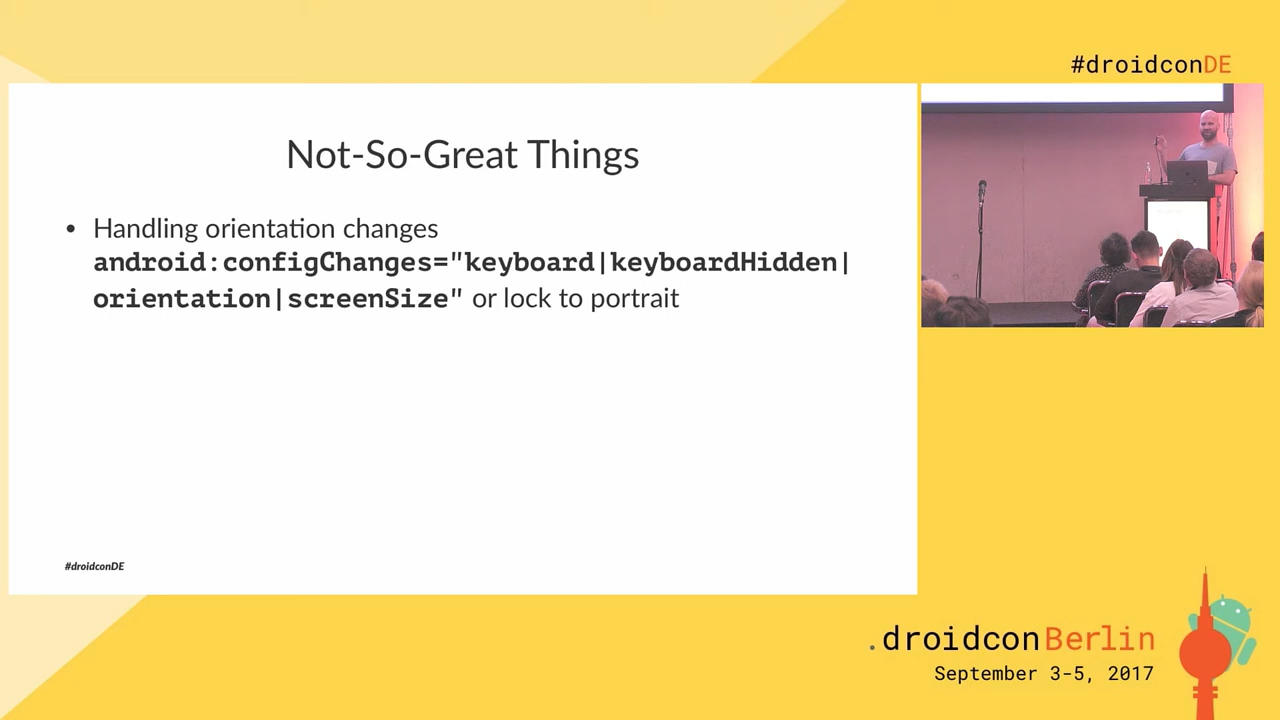 #droidconDE
Not-So-Great Things
• Handling orientation changes
android:configChanges="keyboard|keyboardHidden|
orientation|screenSize" or lock to portrait
#droidconDE
.droidconBerlin
September 3-5, 2017